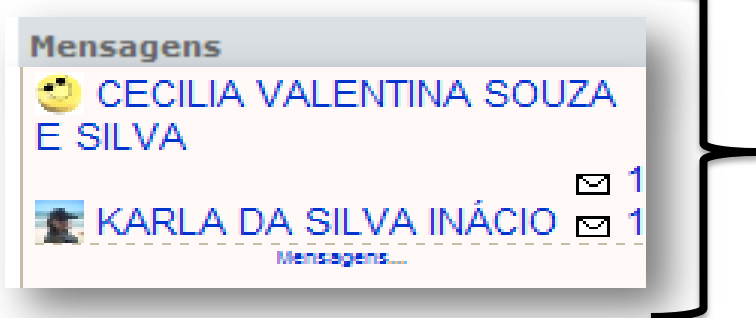 Mensagens
CECILIA VALENTINA SOUZA
E SILVA
1
KARLA DA SILVA INÁCIO 1
Mensagens...